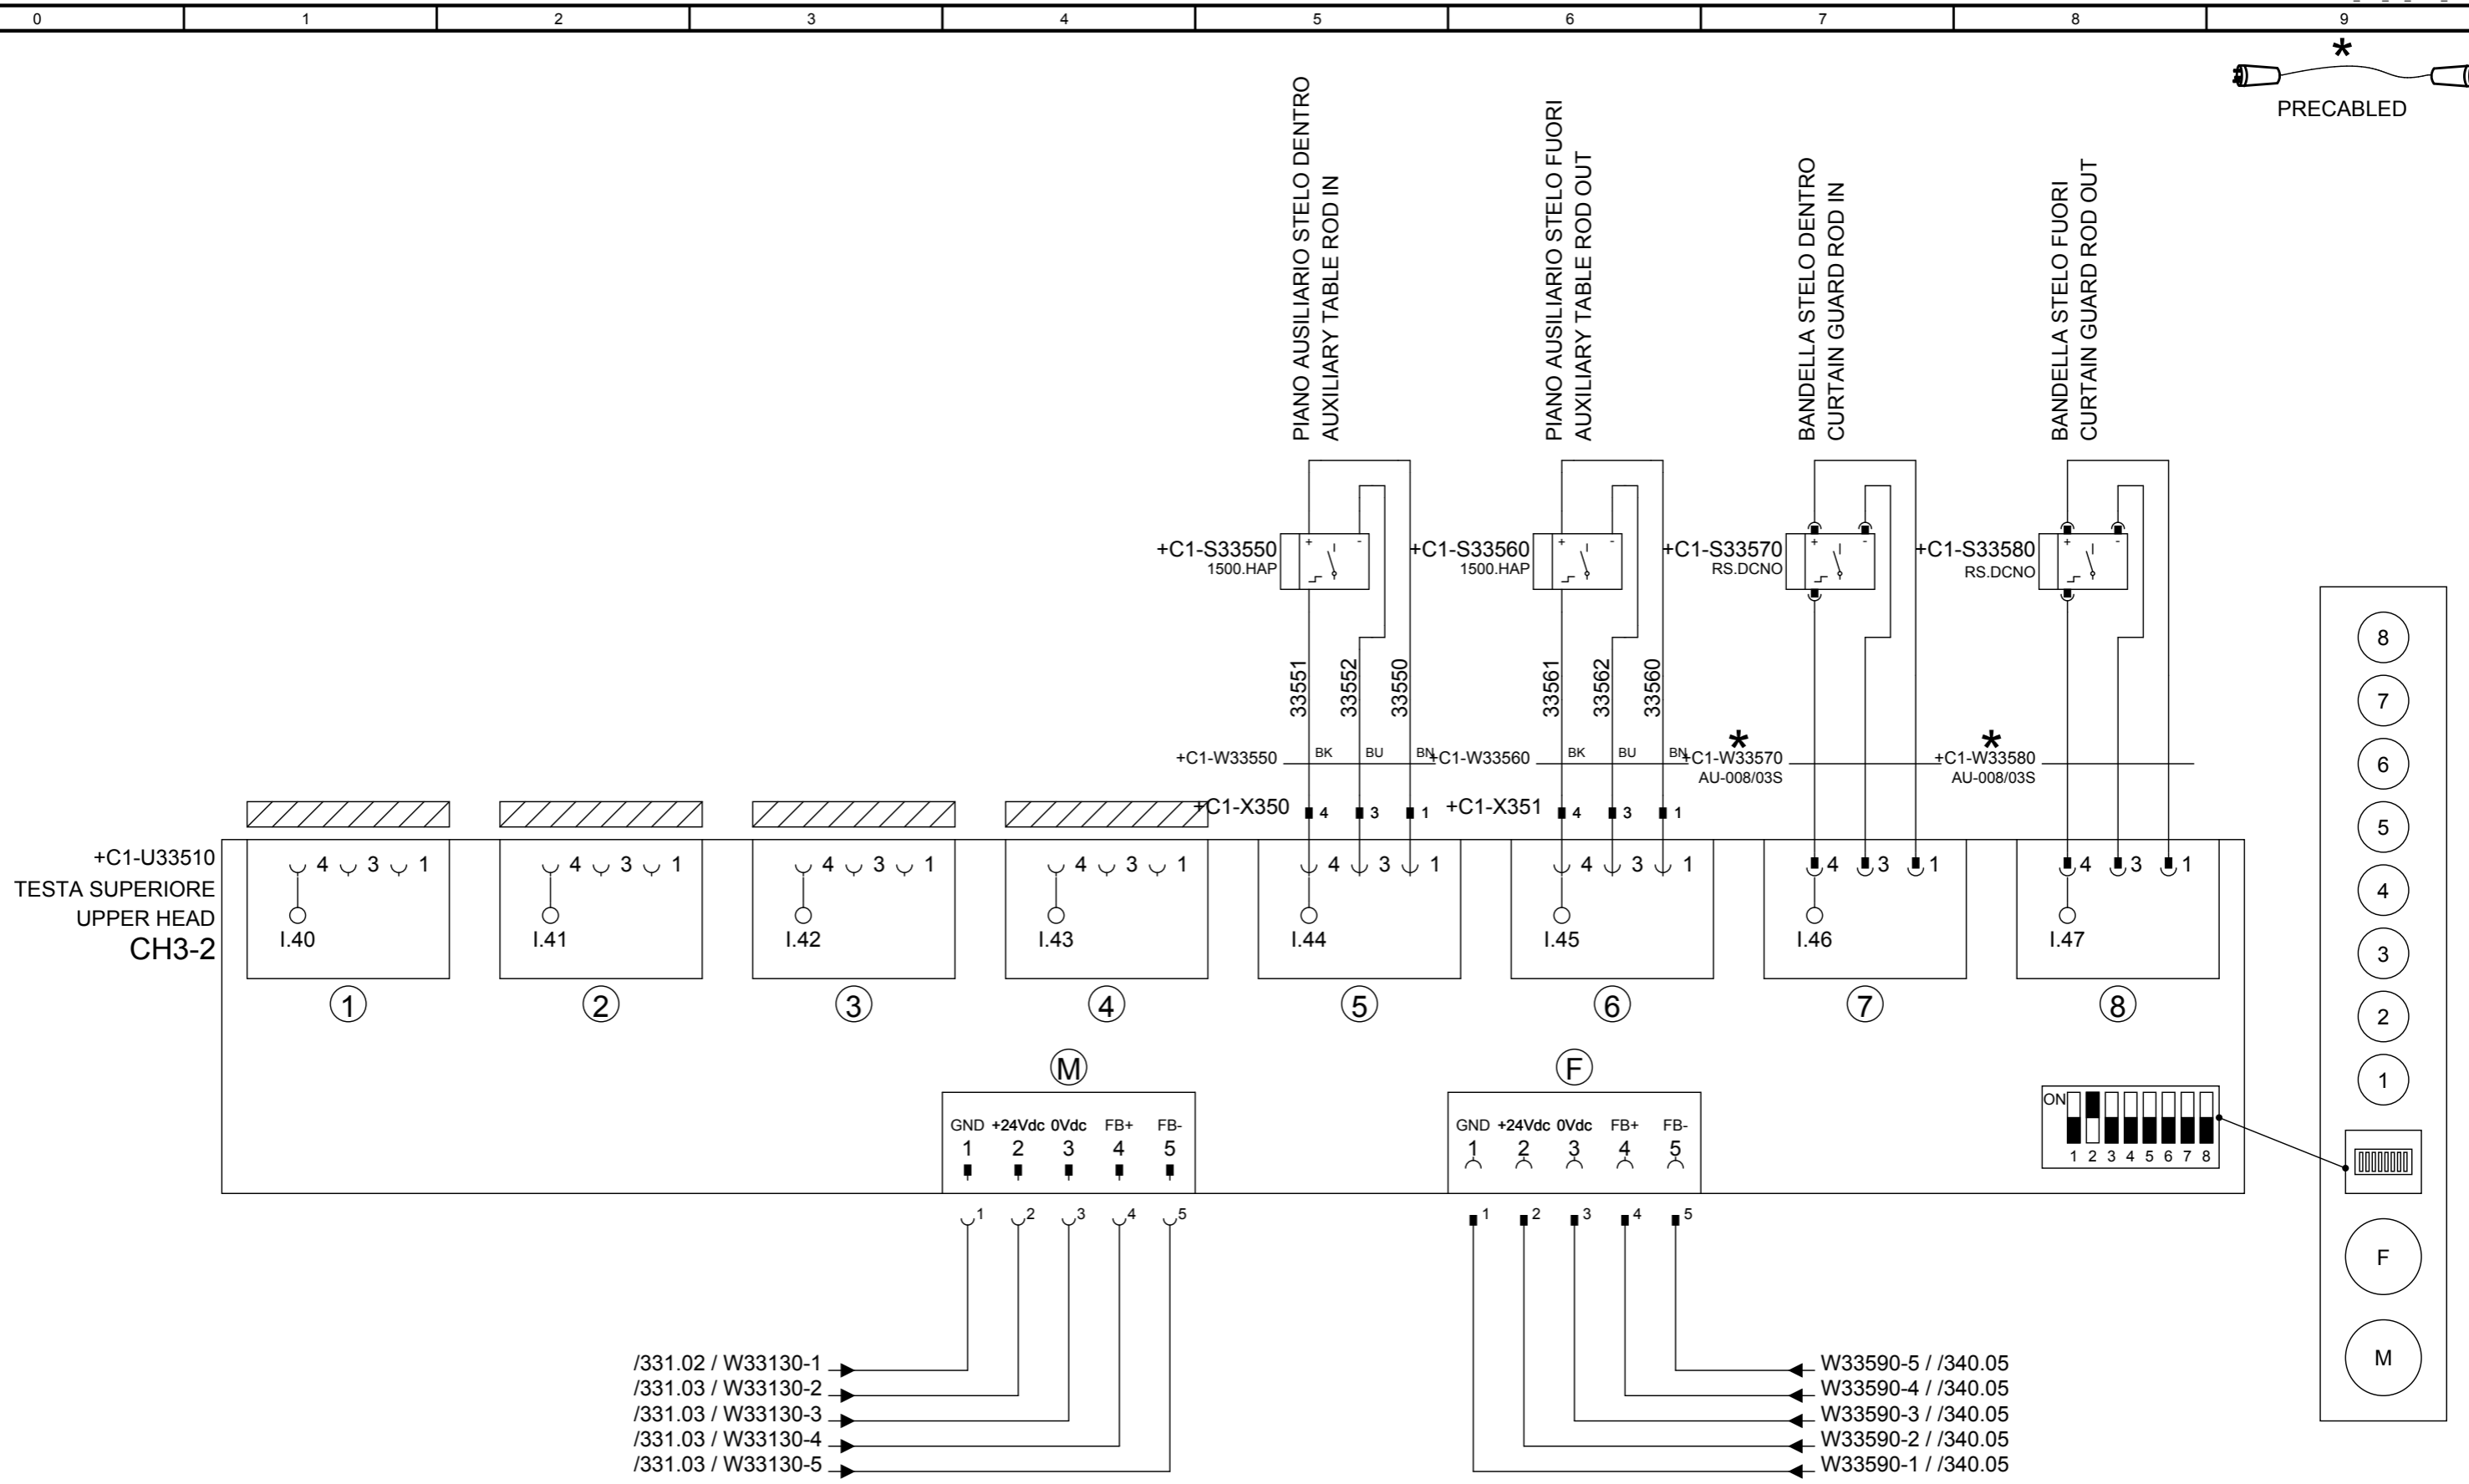 0 1 2 3 4 5 6 7 8 9
*
PRECABLED
PIANO AUSILIARIO STELO DENTRO
AUXILIARY TABLE ROD IN
PIANO AUSILIARIO STELO FUORI
AUXILIARY TABLE ROD OUT
BANDELLA STELO DENTRO
CURTAIN GUARD ROD IN
BANDELLA STELO FUORI
CURTAIN GUARD ROD OUT
+C1-S33550
1500.HAP
+ -
+C1-S33560
1500.HAP
+ -
+C1-S33570
RS.DCNO
+ -
+C1-S33580
RS.DCNO
+ -
33551 33552 33550
33561 33562 33560
+C1-W33550 BK BU BN
+C1-W33560 BK BU BN
*
+C1-W33570
AU-008/03S
*
+C1-W33580
AU-008/03S
+C1-X350 4 3 1
+C1-X351 4 3 1
+C1-U33510
TESTA SUPERIORE
UPPER HEAD
CH3-2
4 3 1 4 3 1 4 3 1 4 3 1 4 3 1 4 3 1 4 3 1 4 3 1
I.40 I.41 I.42 I.43 I.44 I.45 I.46 I.47
1 2 3 4 5 6 7 8
M
GND +24Vdc 0Vdc FB+ FB-
1 2 3 4 5
1 2 3 4 5
F
GND +24Vdc 0Vdc FB+ FB-
1 2 3 4 5
1 2 3 4 5
ON
1 2 3 4 5 6 7 8
/331.02 / W33130-1
/331.03 / W33130-2
/331.03 / W33130-3
/331.03 / W33130-4
/331.03 / W33130-5
W33590-5 / /340.05
W33590-4 / /340.05
W33590-3 / /340.05
W33590-2 / /340.05
W33590-1 / /340.05
8
7
6
5
4
3
2
1
F
M